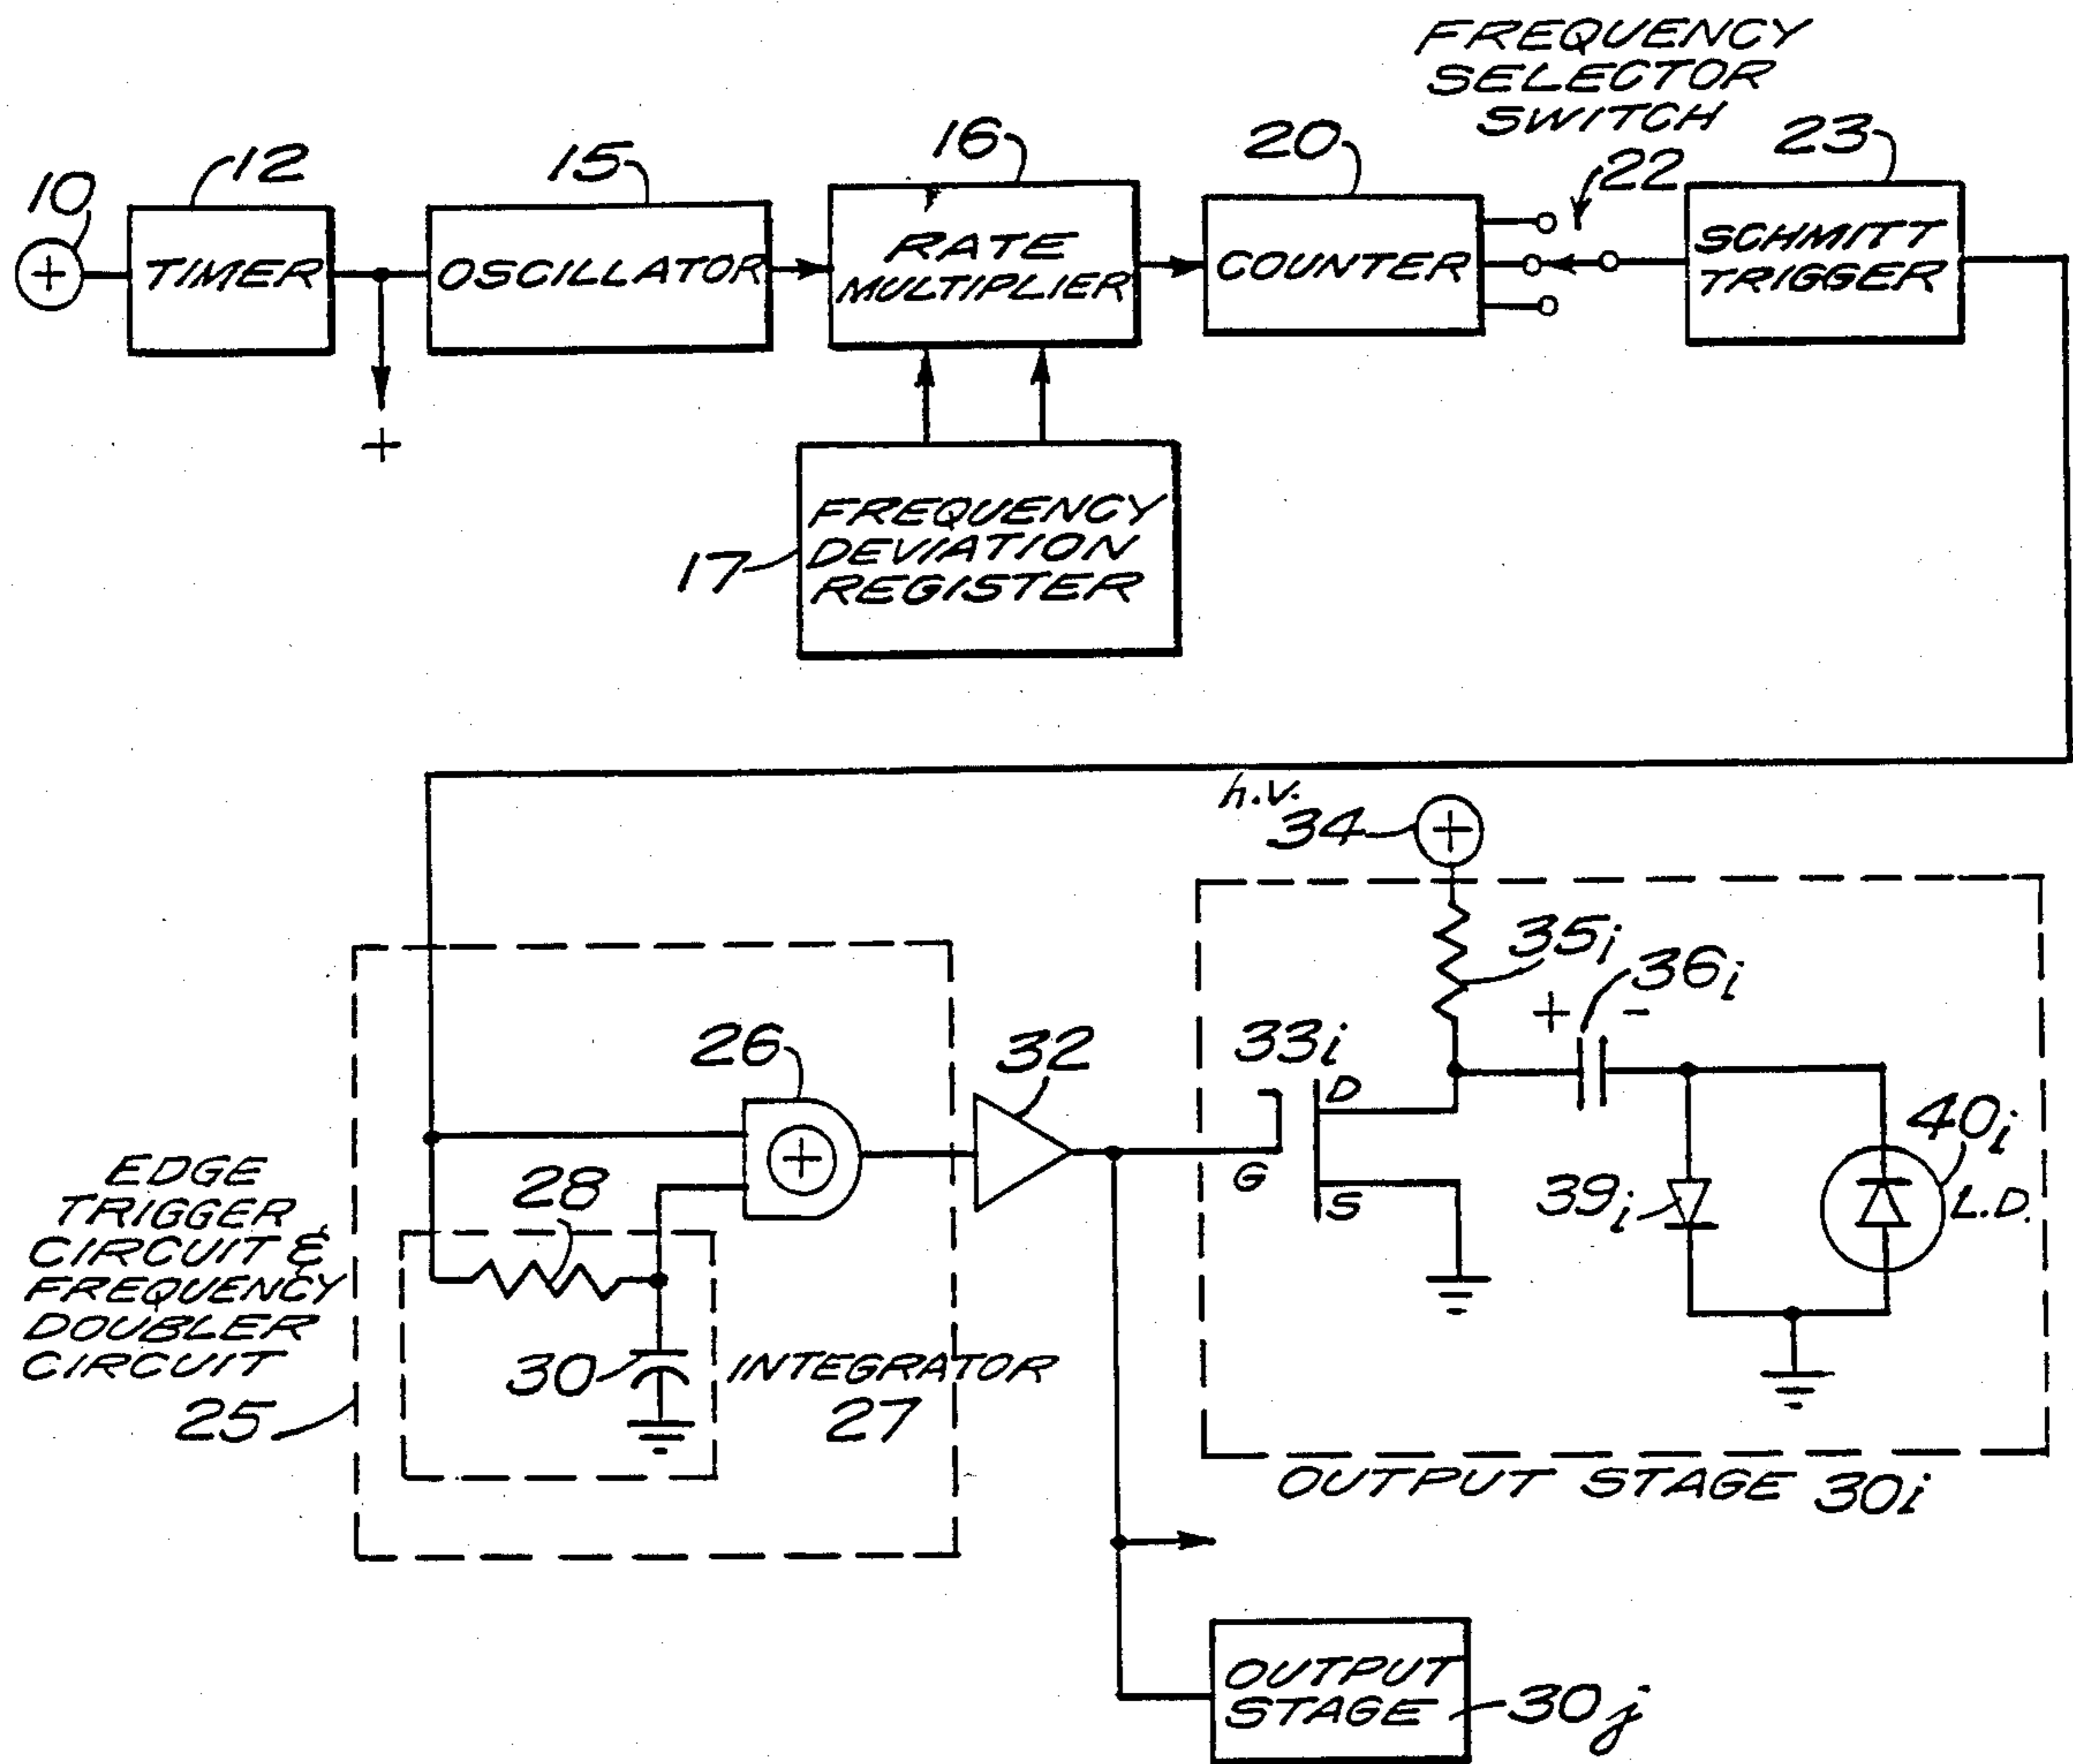 FREQUENCY
SELECTOR
SWITCH
10
12
15
16
20
22
23
+
TIMER
OSCILLATOR
RATE
MULTIPLIER
COUNTER
SCHMITT
TRIGGER
+
17
FREQUENCY
DEVIATION
REGISTER
h.v.
34
+
35i
36i
+ -
26
32
33i
D
G
S
+
39i
40i
L.D.
EDGE
TRIGGER
CIRCUIT &
FREQUENCY
DOUBLER
CIRCUIT
25
28
30
INTEGRATOR
27
OUTPUT STAGE 30i
OUTPUT
STAGE
30j